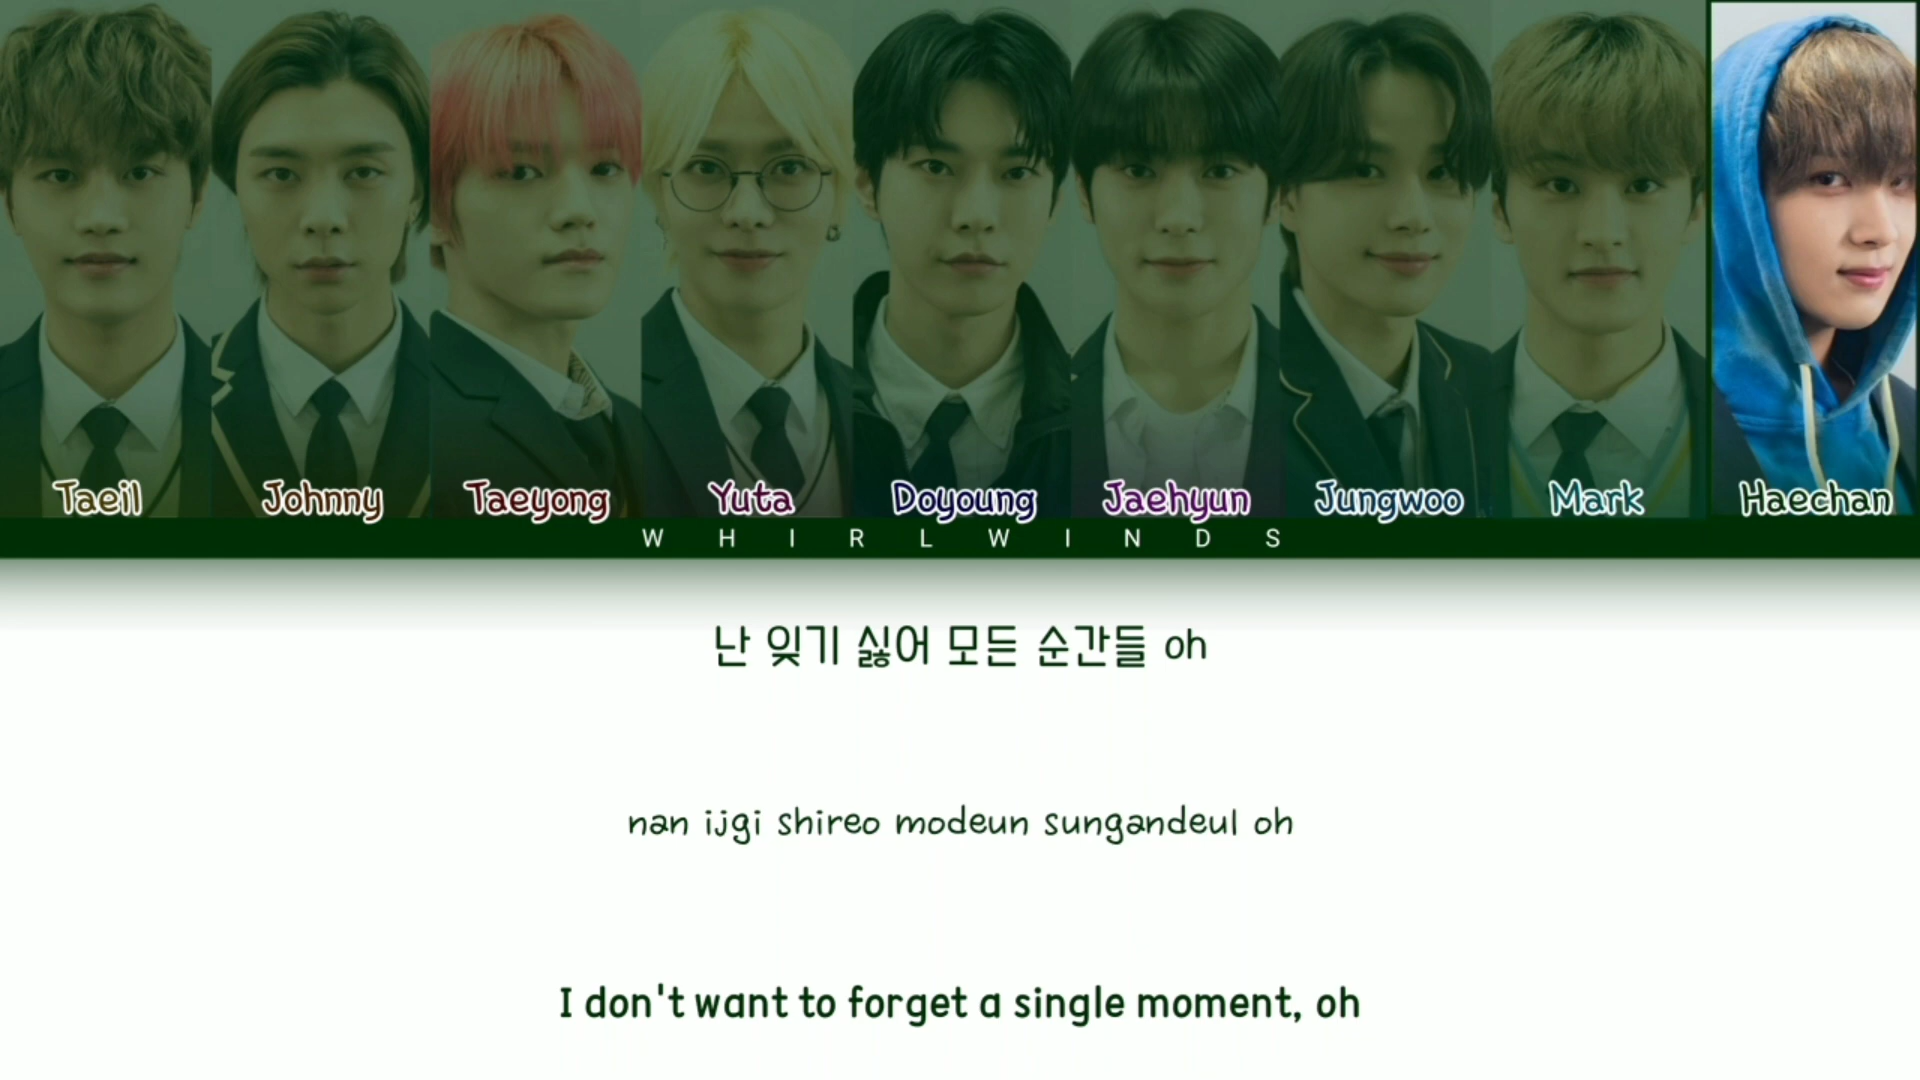 Taeil Johnny Taeyong Yuta Doyoung Jaehyun Jungwoo Mark Haechan
WHIRLWINDS
난 잊기 싫어 모든 순간들 oh
nan ijgi shireo modeun sungandeul oh
I don't want to forget a single moment, oh